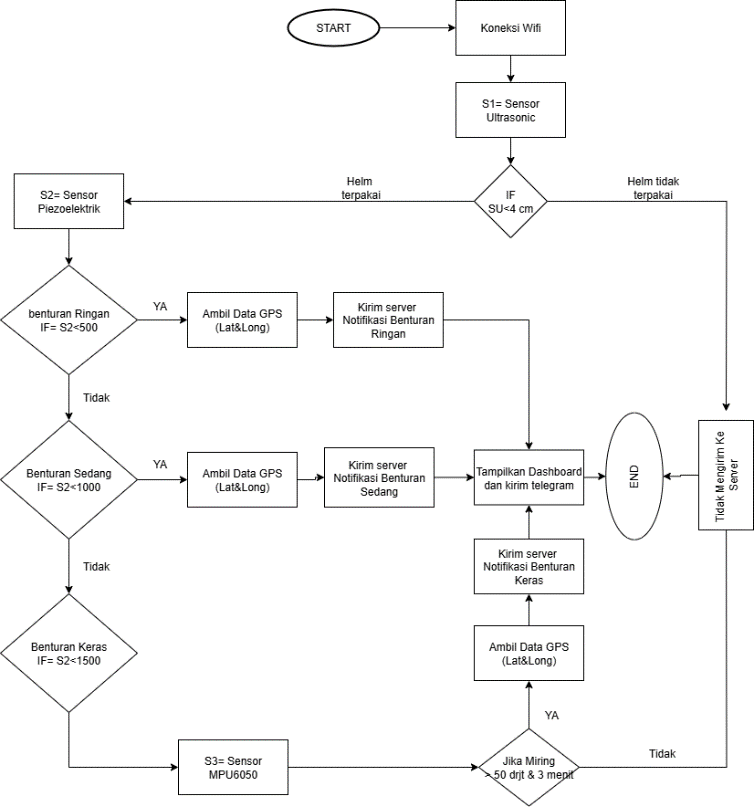 START
Koneksi Wifi
S1= Sensor
Ultrasonic
IF
SU<4 cm
Helm
terpakai
Helm tidak
terpakai
S2= Sensor
Piezoelektrik
benturan Ringan
IF= S2<500
YA
Ambil Data GPS
(Lat&Long)
Kirim server
Notifikasi Benturan
Ringan
Tidak
Benturan Sedang
IF= S2<1000
YA
Ambil Data GPS
(Lat&Long)
Kirim server
Notifikasi Benturan
Sedang
Tampilkan Dashboard
dan kirim telegram
END
Tidak Mengirim Ke
Server
Tidak
Kirim server
Notifikasi Benturan
Keras
Benturan Keras
IF= S2<1500
Ambil Data GPS
(Lat&Long)
YA
S3= Sensor
MPU6050
Jika Miring
> 50 drjt & 3 menit
Tidak